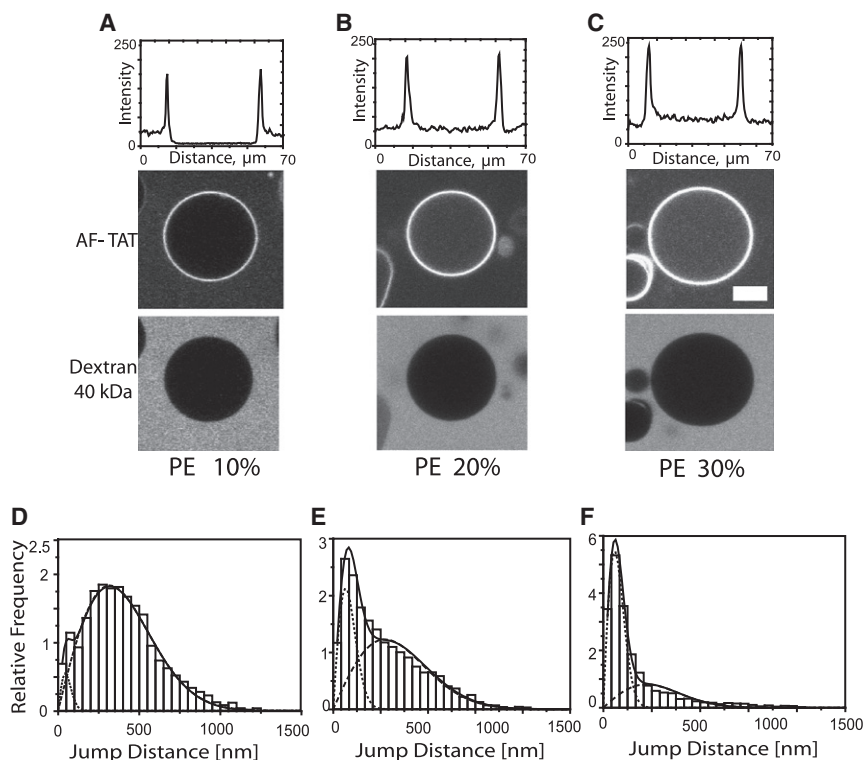 A
B
C
250
Intensity
0
0
Distance, μm
70
250
Intensity
0
0
Distance, μm
70
250
Intensity
0
0
Distance, μm
70
AF-TAT
Dextran
40 kDa
PE 10%
PE 20%
PE 30%
D
E
F
Relative Frequency
2.5
2
1
0
0
500
1000
1500
Jump Distance [nm]
3
2
1
0
0
500
1000
1500
Jump Distance [nm]
6
4
2
0
0
500
1000
1500
Jump Distance [nm]